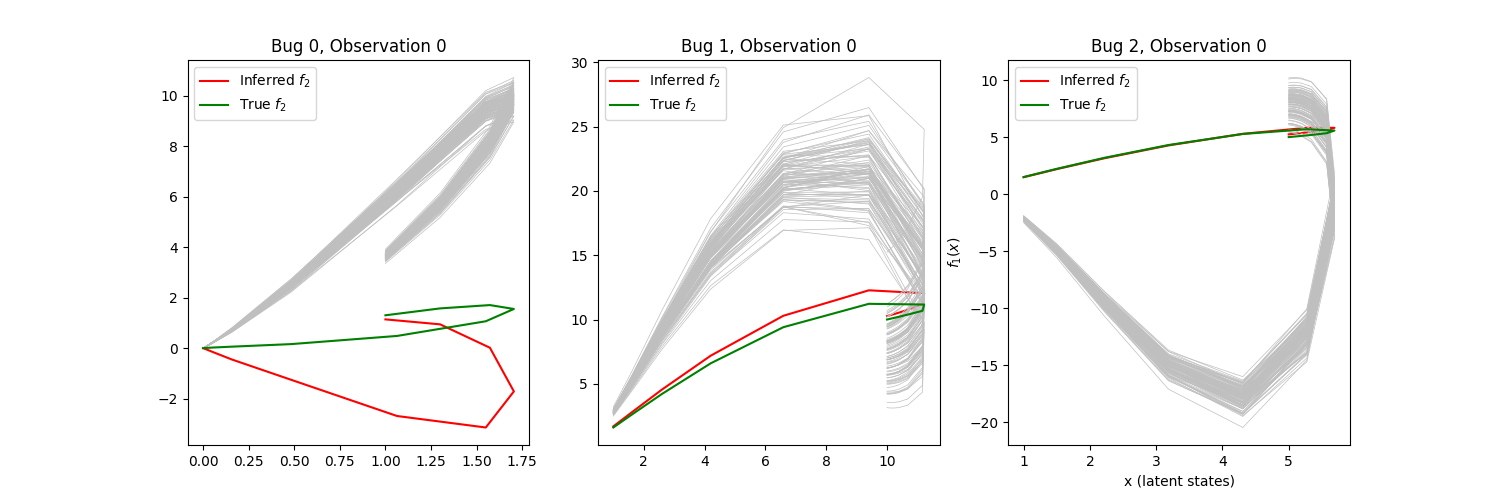 Bug 0, Observation 0
Inferred f₂
True f₂
10
8
6
4
2
0
−2
0.00 0.25 0.50 0.75 1.00 1.25 1.50 1.75
Bug 1, Observation 0
Inferred f₂
True f₂
30
25
20
15
10
5
2 4 6 8 10
Bug 2, Observation 0
Inferred f₂
True f₂
f₁(x)
10
5
0
−5
−10
−15
−20
1 2 3 4 5
x (latent states)